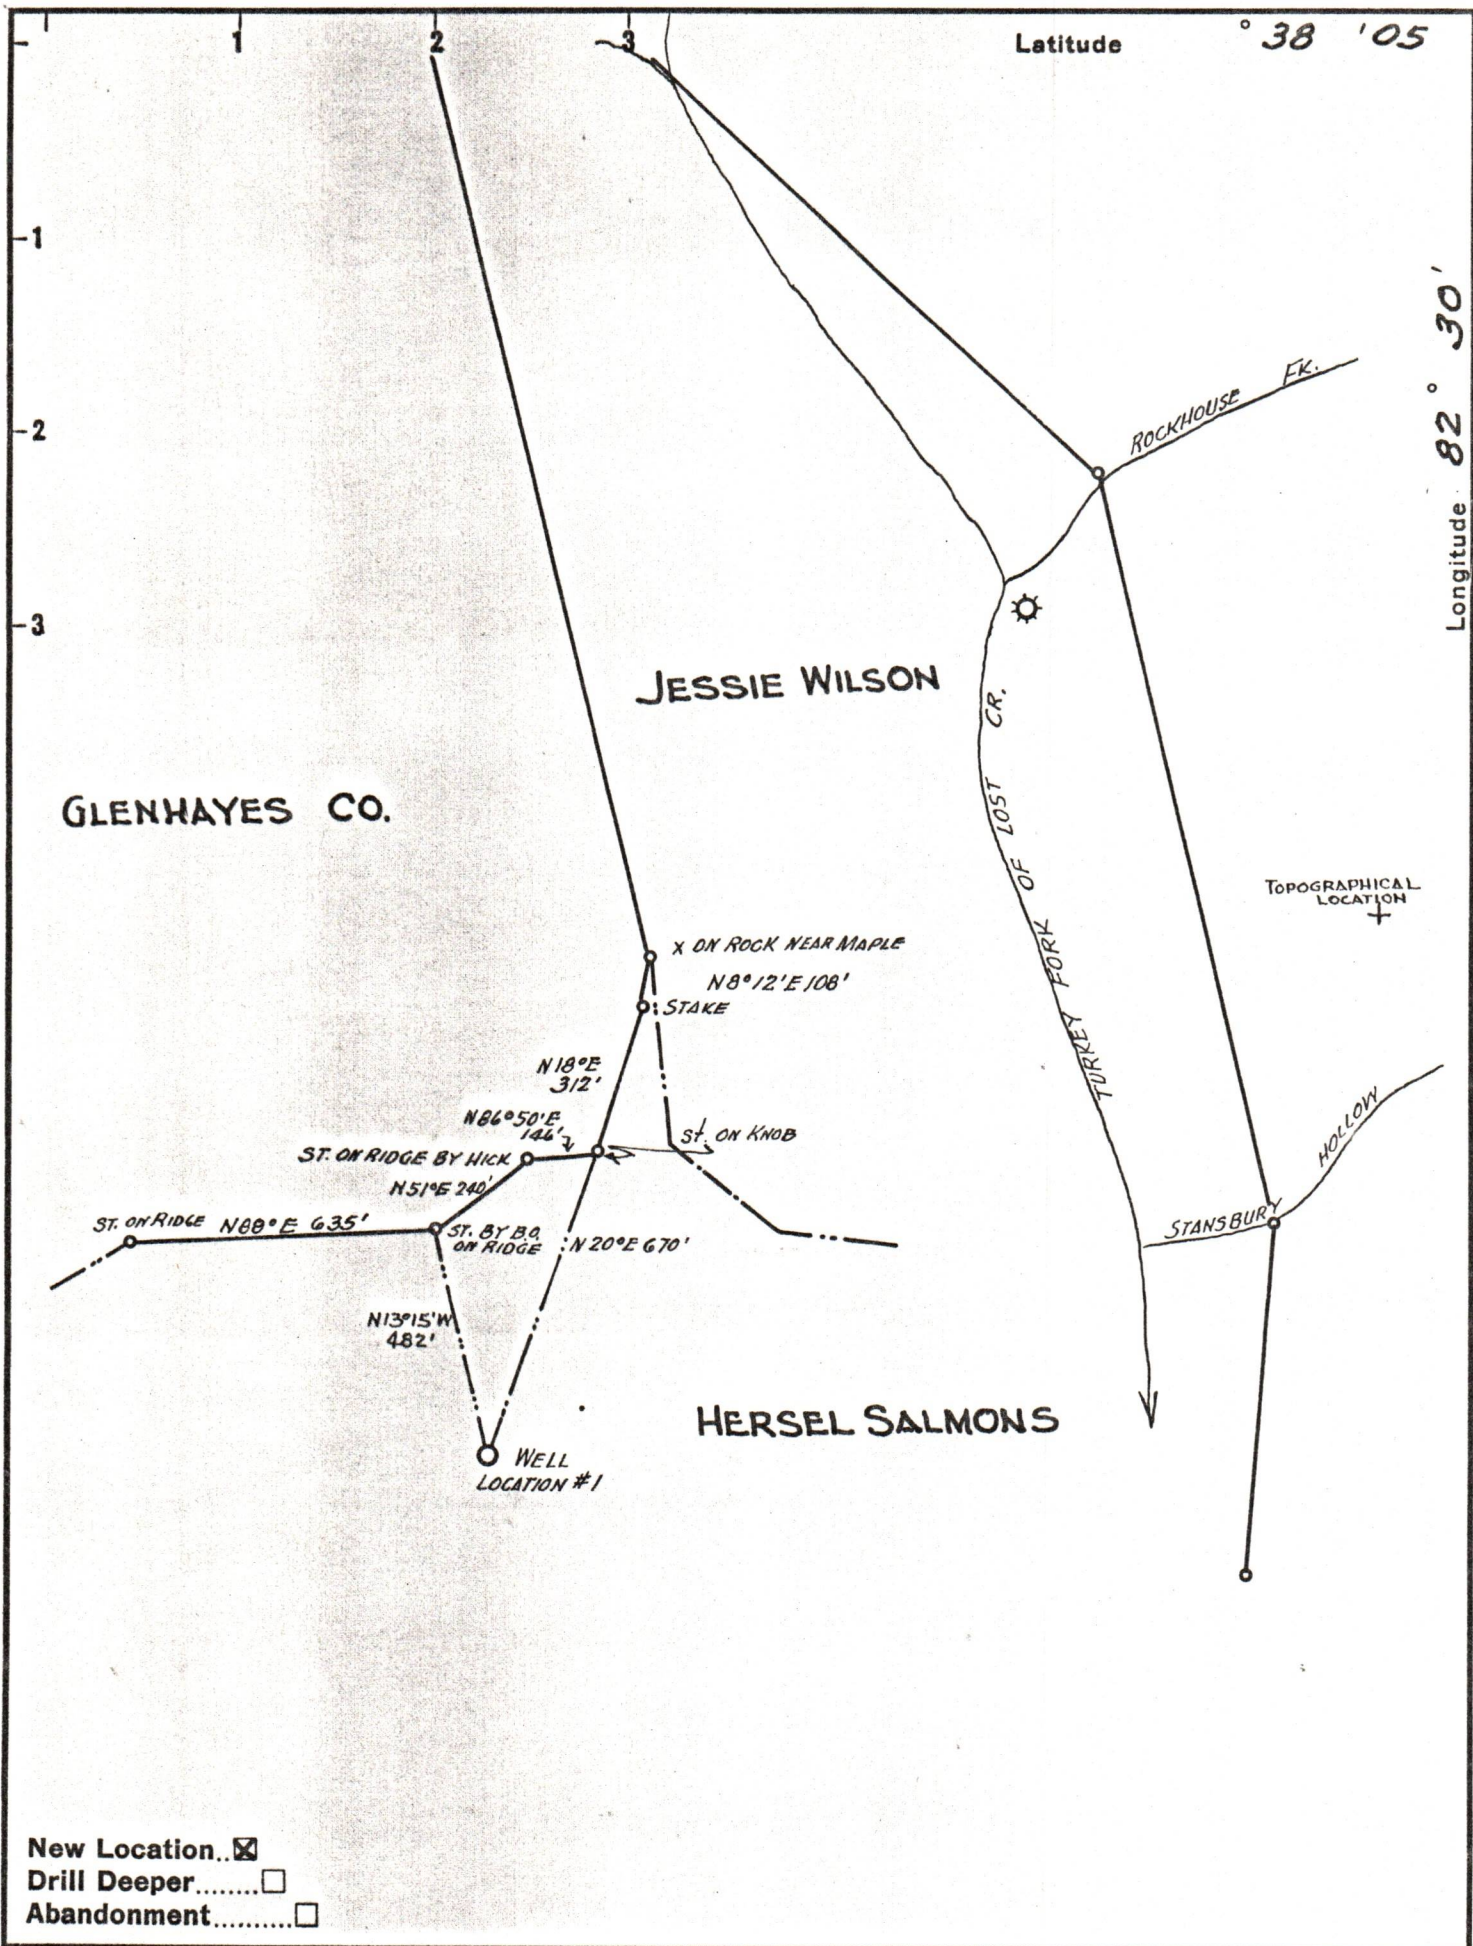 1 2 3
Latitude °38 '05
1
2
3
Longitude 82° 30'
ROCKHOUSE FK.
JESSIE WILSON
GLENHAYES CO.
TURKEY FORK OF LOST CR.
TOPOGRAPHICAL
LOCATION
X ON ROCK NEAR MAPLE
N8°12'E 108'
STAKE
N18°E
312'
N86°50'E
146'
St. ON KNOB
ST. ON RIDGE BY HICK
N51°E 240'
ST. ON RIDGE N88°E 635'
ST. BY B.O.
ON RIDGE
N20°E 670'
STANSBURY HOLLOW
N13°15'W
482'
HERSEL SALMONS
WELL
LOCATION #1
New Location..☒
Drill Deeper........☐
Abandonment..........☐